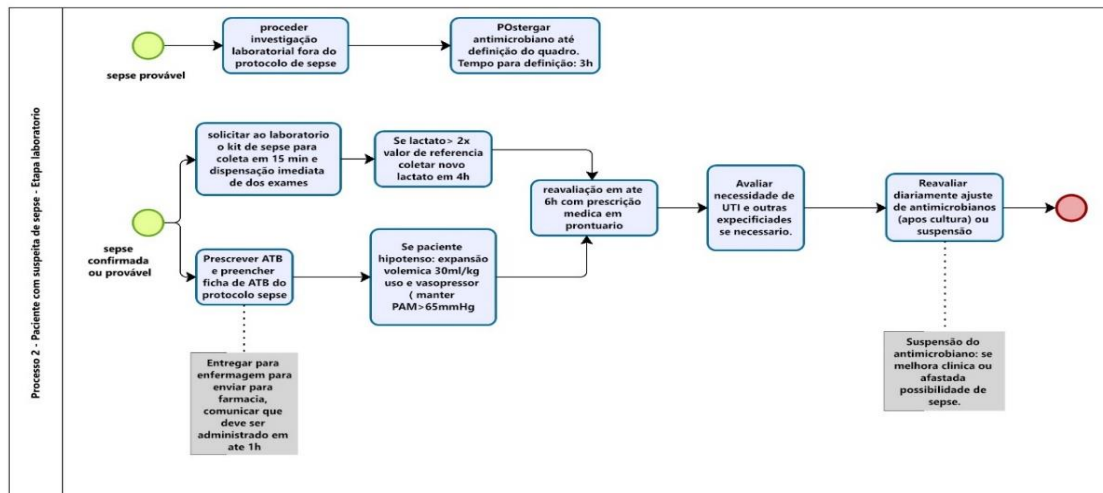 Processo 2 - Paciente com suspeita de sepse - Etapa laboratorio
sepse provável
proceder
investigação
laboratorial fora do
protocolo de sepse
POstergar
antimicrobiano até
definição do quadro.
Tempo para definição: 3h
sepse
confirmada
ou provável
solicitar ao laboratorio
o kit de sepse para
coleta em 15 min e
dispensação imediata
de dos exames
Se lactato> 2x
valor de referencia
coletar novo
lactato em 4h
Prescrever ATB
e preencher
ficha de ATB do
protocolo sepse
Se paciente
hipotenso: expansão
volemica 30ml/kg
uso e vasopressor
( manter
PAM>65mmHg
reavaliação em ate
6h com prescrição
medica em
prontuario
Avaliar
necessidade de
UTI e outras
expecificiades
se necessario.
Reavaliar
diariamente ajuste
de antimicrobianos
(apos cultura) ou
suspensão
Entregar para
enfermagem para
enviar para
farmacia,
comunicar que
deve ser
administrado em
ate 1h
Suspensão do
antimicrobiano: se
melhora clinica ou
afastada
possibilidade de
sepse.